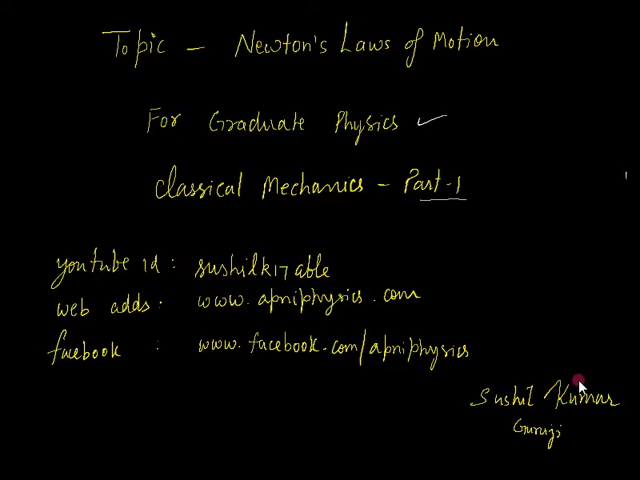 Topic – Newton's Laws of Motion
For Graduate Physics ✓
Classical Mechanics – Part-1
youtube id : sushilk17able
web adds. www.apniphysics.com
facebook : www.facebook.com/apniphysics
Sushil Kumar
Guruji